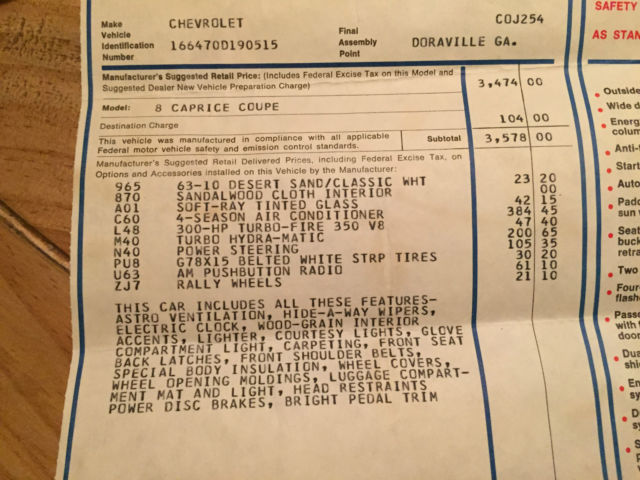 Make CHEVROLET COJ254
SAFETY
Vehicle Final
Identification 166470D190515 Assembly DORAVILLE GA. AS STAN
Number Point
Manufacturer's Suggested Retail Price: (Includes Federal Excise Tax on this Model and
Suggested Dealer New Vehicle Preparation Charge) 3,474 00
Model: 8 CAPRICE COUPE
Destination Charge 104 00
This vehicle was manufactured in compliance with all applicable
Federal motor vehicle safety and emission control standards. Subtotal 3,578 00
Manufacturer's Suggested Retail Delivered Prices, including Federal Excise Tax, on
Options and Accessories installed on this Vehicle by the Manufacturer:
965 63-10 DESERT SAND/CLASSIC WHT 23 20
870 SANDALWOOD CLOTH INTERIOR 00
A01 SOFT-RAY TINTED GLASS 42 15
C60 4-SEASON AIR CONDITIONER 384 45
L48 300-HP TURBO-FIRE 350 V8 47 40
M40 TURBO HYDRA-MATIC 200 65
N40 POWER STEERING 105 35
PU8 G78X15 BELTED WHITE STRP TIRES 30 20
U63 AM PUSHBUTTON RADIO 61 10
ZJ7 RALLY WHEELS 21 10
THIS CAR INCLUDES ALL THESE FEATURES-
ASTRO VENTILATION, HIDE-A-WAY WIPERS,
ELECTRIC CLOCK, WOOD-GRAIN INTERIOR
ACCENTS, LIGHTER, COURTESY LIGHTS, GLOVE
COMPARTMENT LIGHT, CARPETING, FRONT SEAT
BACK LATCHES, FRONT SHOULDER BELTS,
SPECIAL BODY INSULATION, WHEEL COVERS,
WHEEL OPENING MOLDINGS, LUGGAGE COMPART-
MENT MAT AND LIGHT, HEAD RESTRAINTS
POWER DISC BRAKES, BRIGHT PEDAL TRIM
• Outside
• Wide d
• Energ
colum
• Anti-t
• Start
• Auto
• Padd
sun v
• Seat
buck
retra
• Two
• Four-
flash
• Passe
with
door
• Dua
shi
• En
sy
• D
sy
• S